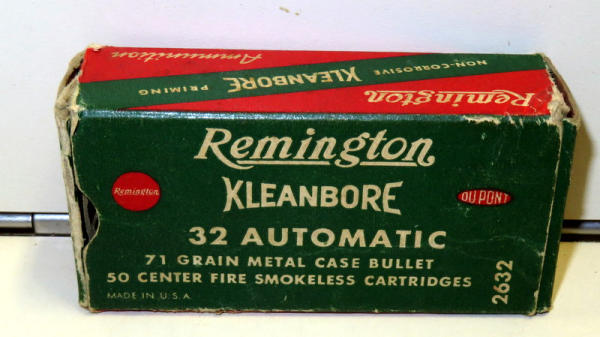 Ammunition
NON-CORROSIVE KLEANBORE PRIMING
Remington
Remington
KLEANBORE
Remington
DU PONT
32 AUTOMATIC
71 GRAIN METAL CASE BULLET
50 CENTER FIRE SMOKELESS CARTRIDGES
MADE IN U.S.A.
2632